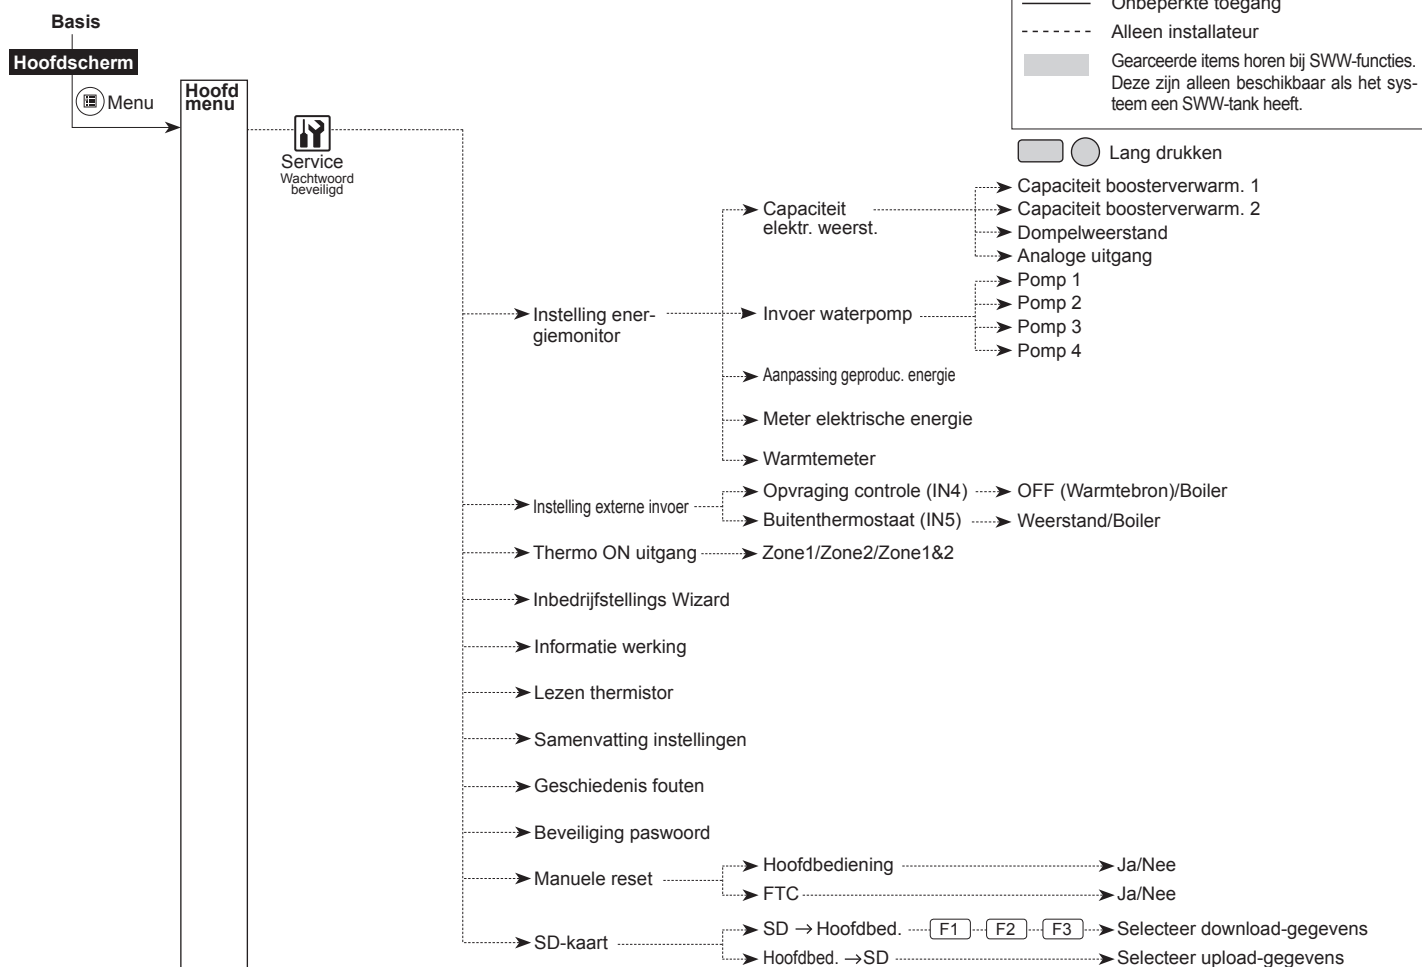 Onbeperkte toegang
Alleen installateur
Gearceerde items horen bij SWW-functies.
Deze zijn alleen beschikbaar als het sys-
teem een SWW-tank heeft.
Lang drukken
Basis
Hoofdscherm
Menu
Hoofd
menu
Service
Wachtwoord
beveiligd
Instelling ener-
giemonitor
Capaciteit
elektr. weerst.
Capaciteit boosterverwarm. 1
Capaciteit boosterverwarm. 2
Dompelweerstand
Analoge uitgang
Invoer waterpomp
Pomp 1
Pomp 2
Pomp 3
Pomp 4
Aanpassing geproduc. energie
Meter elektrische energie
Warmtemeter
Instelling externe invoer
Opvraging controle (IN4)
OFF (Warmtebron)/Boiler
Buitenthermostaat (IN5)
Weerstand/Boiler
Thermo ON uitgang
Zone1/Zone2/Zone1&2
Inbedrijfstellings Wizard
Informatie werking
Lezen thermistor
Samenvatting instellingen
Geschiedenis fouten
Beveiliging paswoord
Manuele reset
Hoofdbediening
Ja/Nee
FTC
Ja/Nee
SD-kaart
SD → Hoofdbed.
F1
F2
F3
Selecteer download-gegevens
Hoofdbed. →SD
Selecteer upload-gegevens